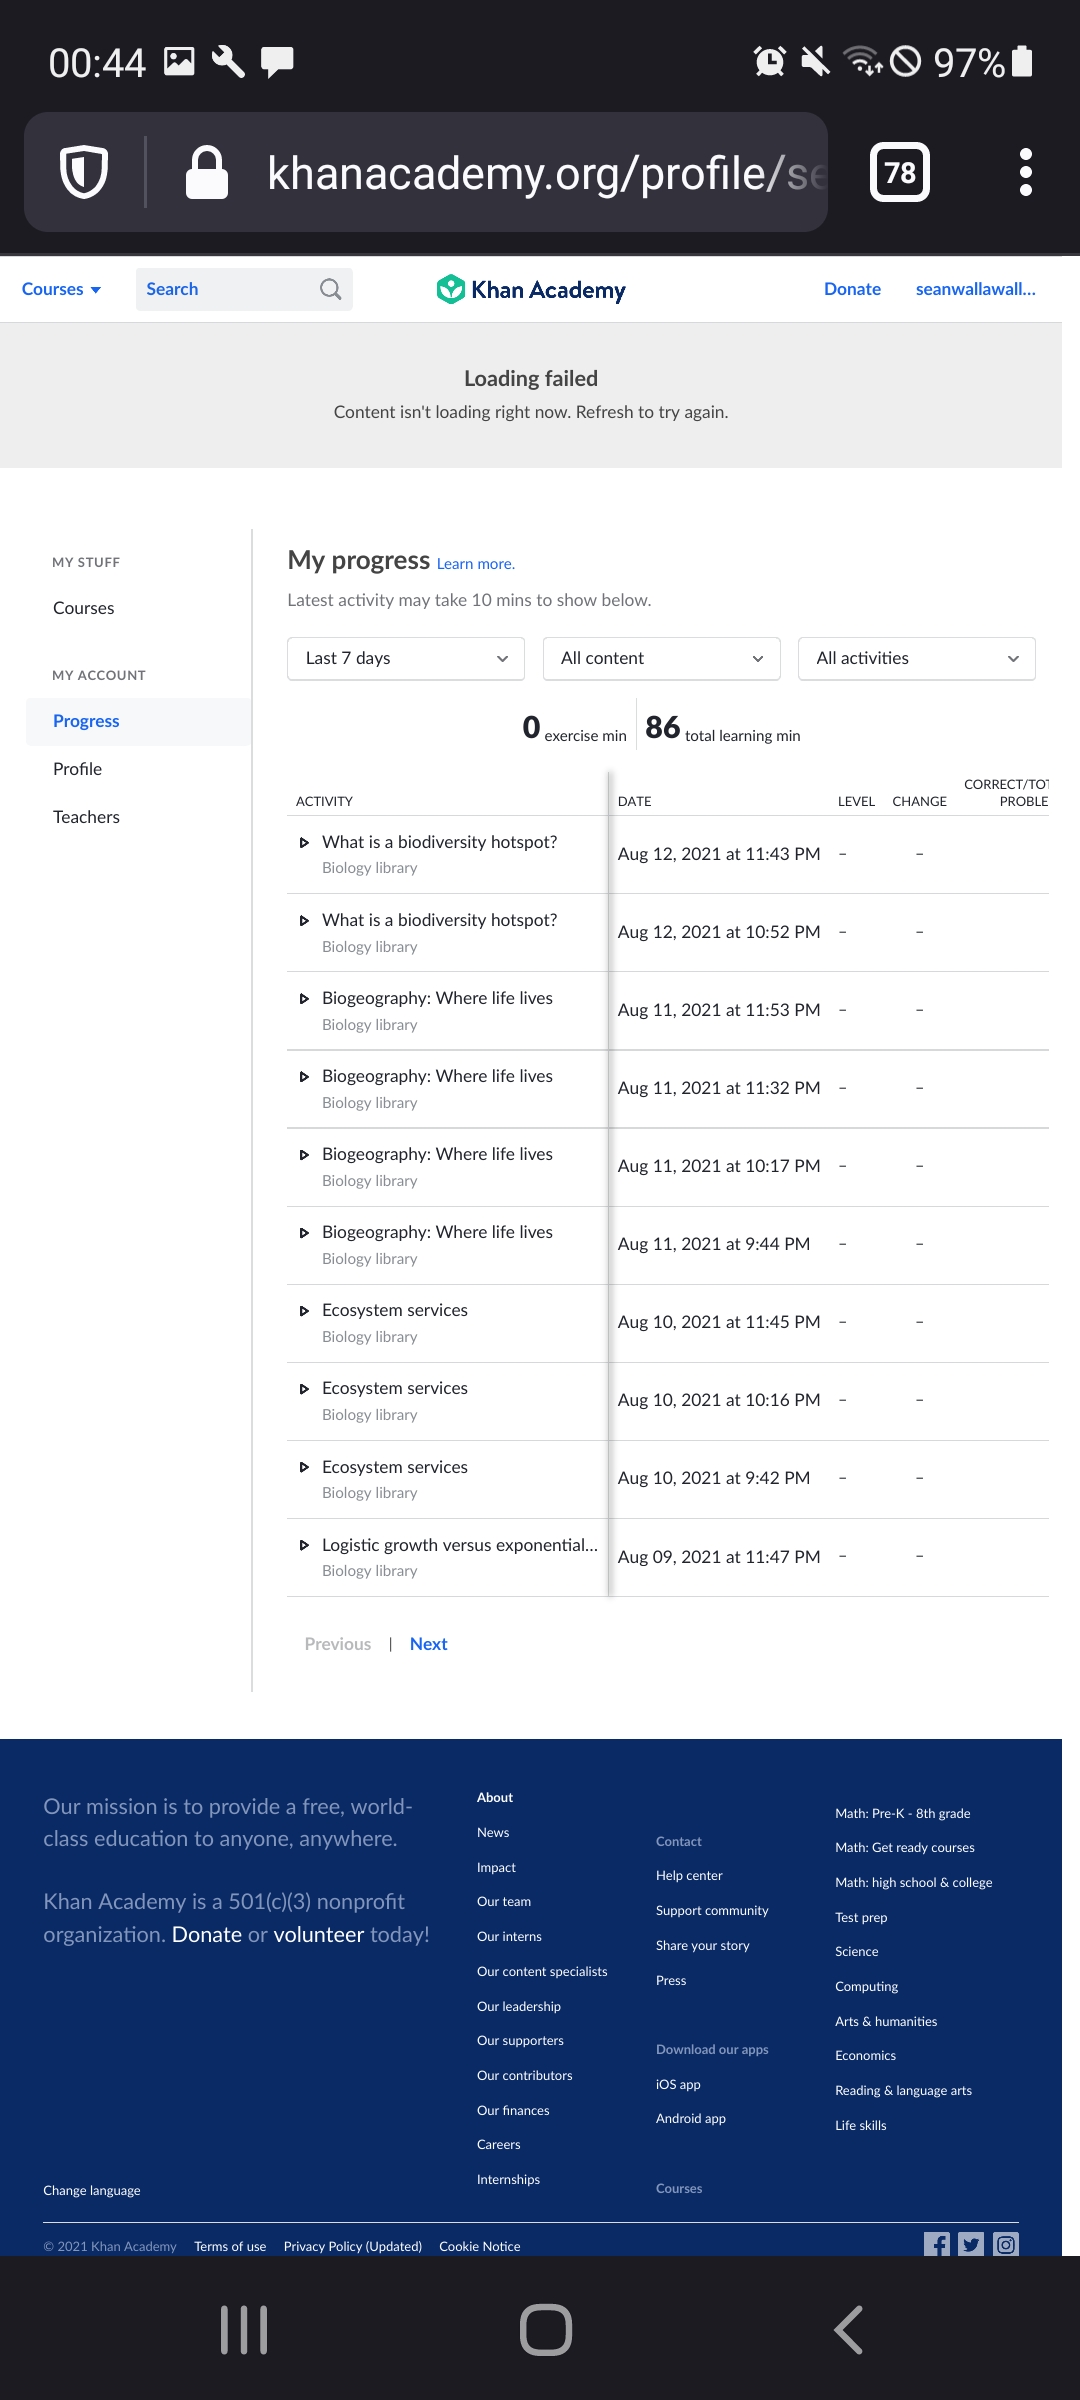 00:44
97%
khanacademy.org/profile/se
78
Courses
Search
Khan Academy
Donate
seanwallawall...
Loading failed
Content isn't loading right now. Refresh to try again.
MY STUFF
Courses
MY ACCOUNT
Progress
Profile
Teachers
My progress Learn more.
Latest activity may take 10 mins to show below.
Last 7 days
All content
All activities
0 exercise min
86 total learning min
ACTIVITY
DATE
LEVEL
CHANGE
CORRECT/TOT
PROBLE
What is a biodiversity hotspot?
Biology library
Aug 12, 2021 at 11:43 PM – –
What is a biodiversity hotspot?
Biology library
Aug 12, 2021 at 10:52 PM – –
Biogeography: Where life lives
Biology library
Aug 11, 2021 at 11:53 PM – –
Biogeography: Where life lives
Biology library
Aug 11, 2021 at 11:32 PM – –
Biogeography: Where life lives
Biology library
Aug 11, 2021 at 10:17 PM – –
Biogeography: Where life lives
Biology library
Aug 11, 2021 at 9:44 PM – –
Ecosystem services
Biology library
Aug 10, 2021 at 11:45 PM – –
Ecosystem services
Biology library
Aug 10, 2021 at 10:16 PM – –
Ecosystem services
Biology library
Aug 10, 2021 at 9:42 PM – –
Logistic growth versus exponential...
Biology library
Aug 09, 2021 at 11:47 PM – –
Previous | Next
Our mission is to provide a free, world-
class education to anyone, anywhere.
Khan Academy is a 501(c)(3) nonprofit
organization. Donate or volunteer today!
About
News
Impact
Our team
Our interns
Our content specialists
Our leadership
Our supporters
Our contributors
Our finances
Careers
Internships
Contact
Help center
Support community
Share your story
Press
Download our apps
iOS app
Android app
Courses
Math: Pre-K - 8th grade
Math: Get ready courses
Math: high school & college
Test prep
Science
Computing
Arts & humanities
Economics
Reading & language arts
Life skills
Change language
© 2021 Khan Academy
Terms of use
Privacy Policy (Updated)
Cookie Notice